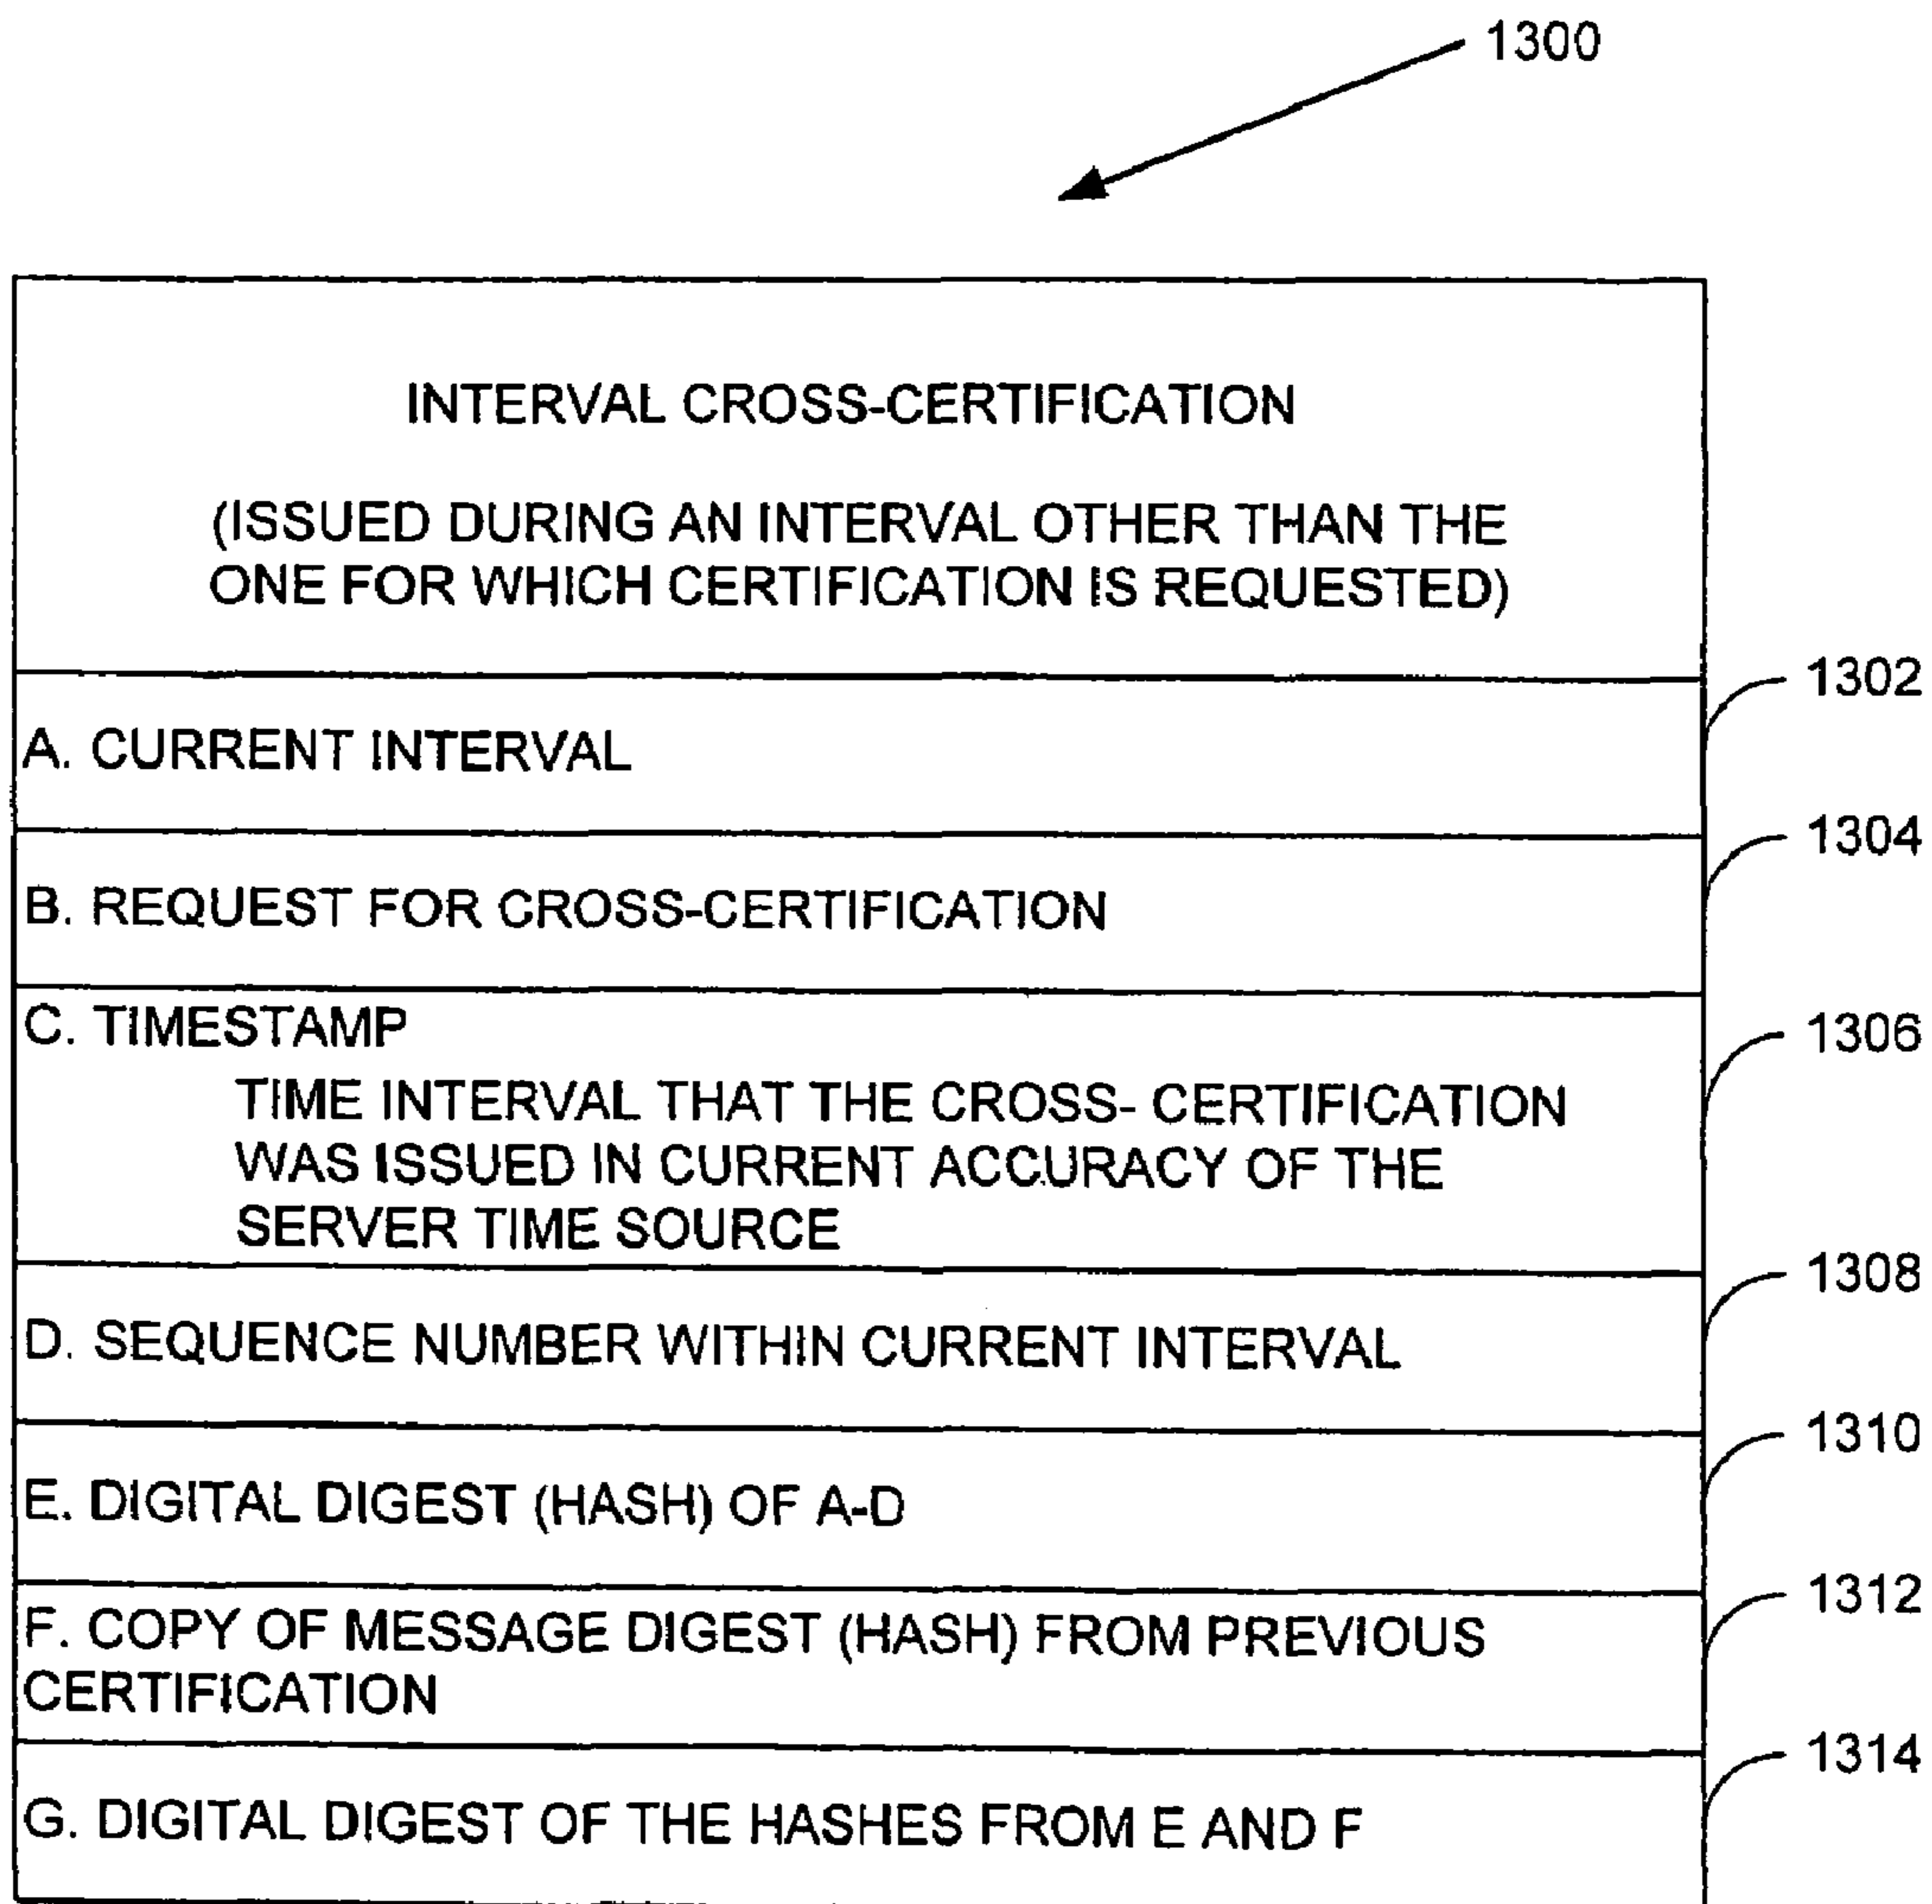 1300
INTERVAL CROSS-CERTIFICATION
(ISSUED DURING AN INTERVAL OTHER THAN THE
ONE FOR WHICH CERTIFICATION IS REQUESTED)
1302
A. CURRENT INTERVAL
1304
B. REQUEST FOR CROSS-CERTIFICATION
C. TIMESTAMP
1306
TIME INTERVAL THAT THE CROSS- CERTIFICATION
WAS ISSUED IN CURRENT ACCURACY OF THE
SERVER TIME SOURCE
1308
D. SEQUENCE NUMBER WITHIN CURRENT INTERVAL
1310
E. DIGITAL DIGEST (HASH) OF A-D
1312
F. COPY OF MESSAGE DIGEST (HASH) FROM PREVIOUS
CERTIFICATION
1314
G. DIGITAL DIGEST OF THE HASHES FROM E AND F